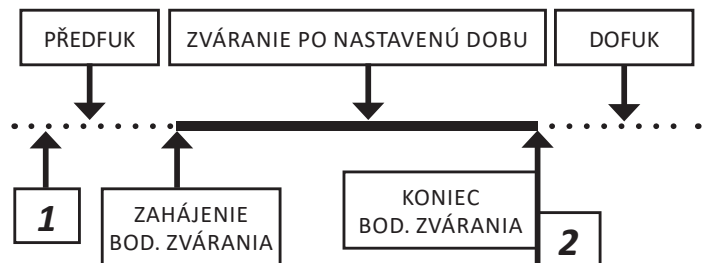 PŘEDFUK
ZVÁRANIE PO NASTAVENÚ DOBU
DOFUK
1
ZAHÁJENIE
BOD. ZVÁRANIA
KONIEC
BOD. ZVÁRANIA
2